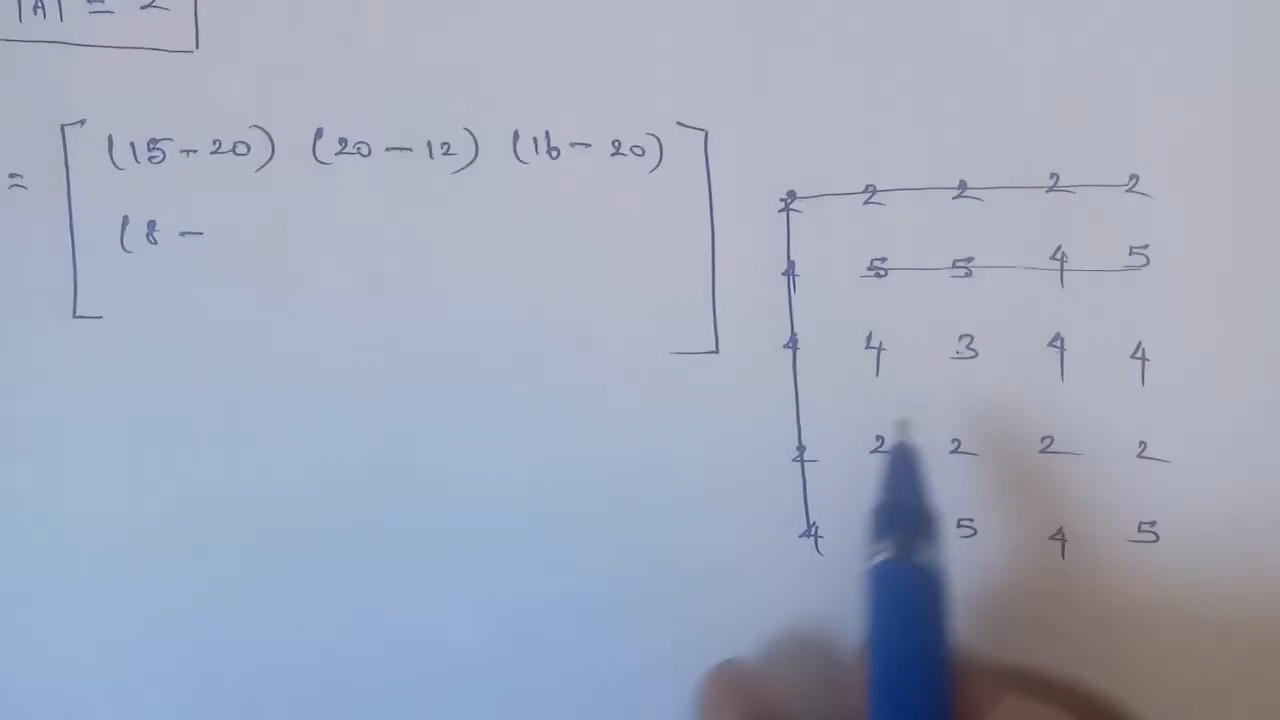 |A| = 2
= [ (15 - 20) (20 - 12) (16 - 20)
(8 - ]
2 2 2 2 2
4 5 5 4 5
4 4 3 4 4
2 2 2 2 2
4 5 4 5